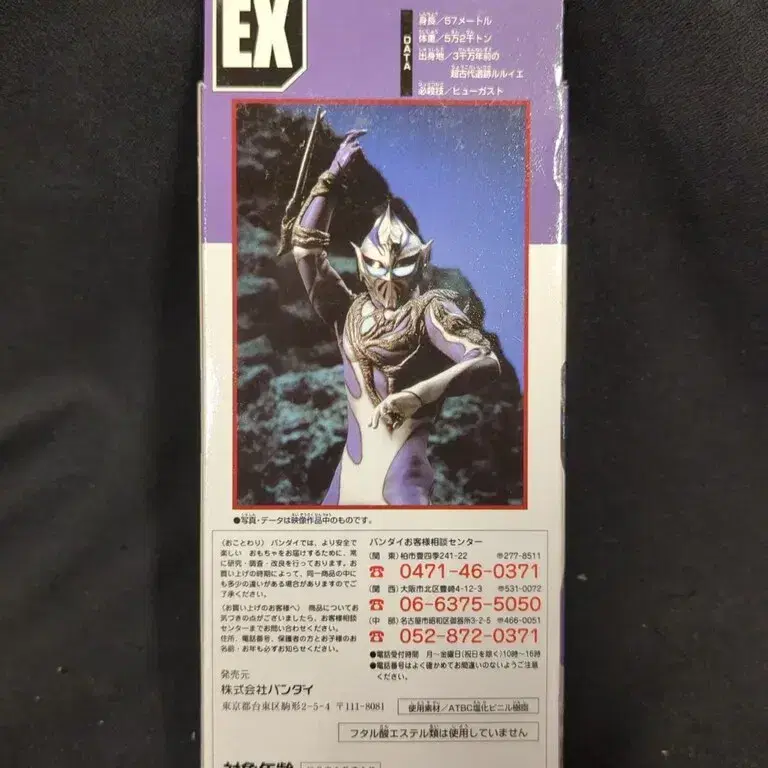 EX
DATA
身長/57メートル
体重/5万2千トン
出身地/3千万年前の
超古代遺跡ルルイエ
必殺技/ヒューガスト
●写真・データは映像作品中のものです。
(おことわり) バンダイでは、より安全で
楽しい おもちゃをお届けするために、常
に研究・調査・改良を行っております。お
買い上げの時期によって、同一商品の中に
も多少の違いがある場合がありますのでご
了承ください。
(お買い上げのお客様へ) 商品についてお
気づきの点がございましたら、お客様相談
センターまでお問い合わせください。
住所、電話番号、保護者の方とお子様のお
名前・お年も必ずお知らせください。
発売元
株式会社バンダイ
東京都台東区駒形2-5-4 〒111-8081
バンダイお客様相談センター
(関 東)柏市豊四季241-22 〒277-8511
☎ 0471-46-0371
(関 西)大阪市北区豊崎4-12-3 〒531-0072
☎ 06-6375-5050
(中 部)名古屋市昭和区御器所3-2-5 〒466-0051
☎ 052-872-0371
●電話受付時間 月〜金曜日(祝日を除く)10時〜16時
●電話番号はよく確かめてお間違いのないようご注意
ください。
使用素材/ATBC塩化ビニル樹脂
フタル酸エステル類は使用していません
対象年齢